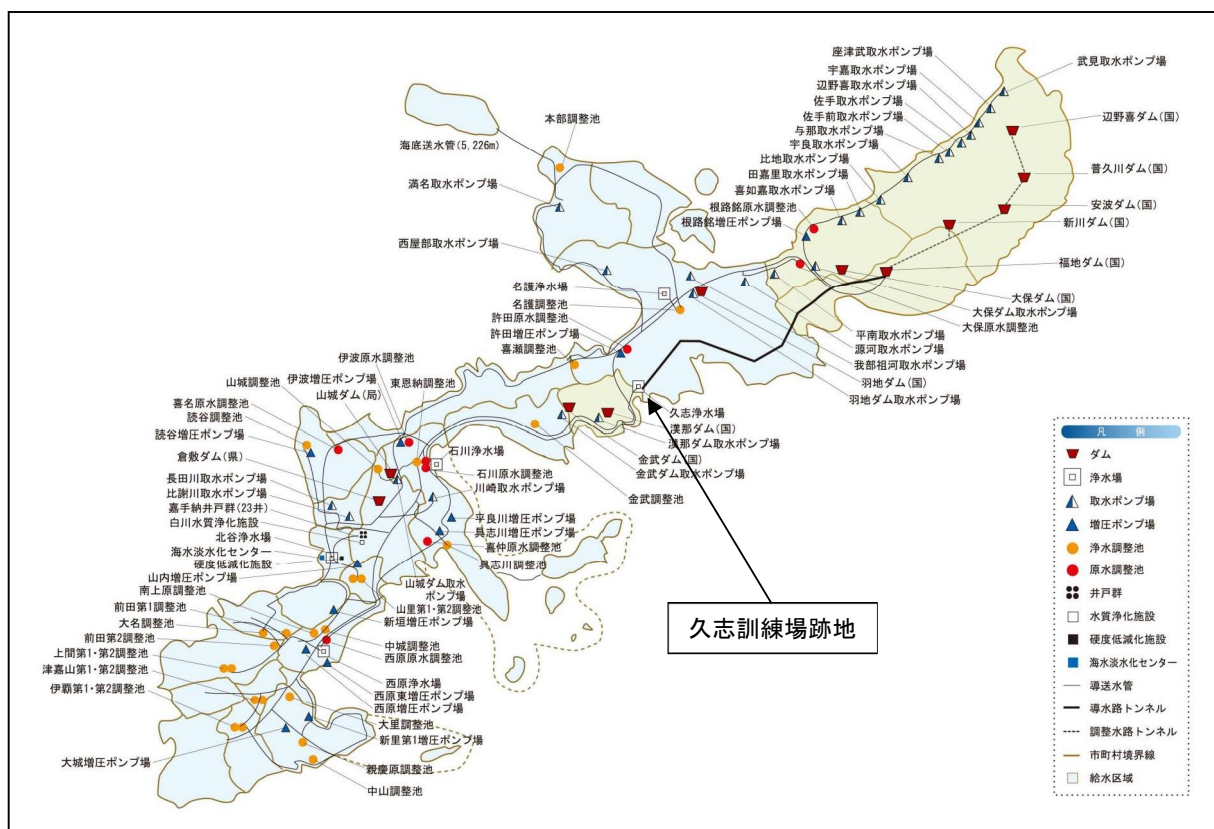 座津武取水ポンプ場
宇嘉取水ポンプ場
辺野喜取水ポンプ場
佐手取水ポンプ場
佐手前取水ポンプ場
与那取水ポンプ場
宇良取水ポンプ場
比地取水ポンプ場
田嘉里取水ポンプ場
喜如嘉取水ポンプ場
根路銘原水調整池
根路銘増圧ポンプ場
武見取水ポンプ場
辺野喜ダム(国)
普久川ダム(国)
安波ダム(国)
新川ダム(国)
福地ダム(国)
大保ダム(国)
大保ダム取水ポンプ場
大保原水調整池
平南取水ポンプ場
源河取水ポンプ場
我部祖河取水ポンプ場
羽地ダム(国)
羽地ダム取水ポンプ場
本部調整池
海底送水管(5,226m)
満名取水ポンプ場
西屋部取水ポンプ場
名護浄水場
名護調整池
許田原水調整池
許田増圧ポンプ場
喜瀬調整池
久志浄水場
漢那ダム(国)
漢那ダム取水ポンプ場
金武ダム(国)
金武ダム取水ポンプ場
金武調整池
伊波原水調整池
伊波増圧ポンプ場
東恩納調整池
山城ダム(局)
山城調整池
喜名原水調整池
読谷調整池
読谷増圧ポンプ場
倉敷ダム(県)
長田川取水ポンプ場
比謝川取水ポンプ場
嘉手納井戸群(23井)
白川水質浄化施設
北谷浄水場
海水淡水化センター
硬度低減化施設
山内増圧ポンプ場
石川浄水場
石川原水調整池
川崎取水ポンプ場
平良川増圧ポンプ場
具志川増圧ポンプ場
喜仲原水調整池
具志川調整池
山城ダム取水
ポンプ場
山里第1・第2調整池
新垣増圧ポンプ場
南上原調整池
前田第1調整池
大名調整池
前田第2調整池
上間第1・第2調整池
津嘉山第1・第2調整池
伊覇第1・第2調整池
中城調整池
西原原水調整池
西原浄水場
西原東増圧ポンプ場
西原増圧ポンプ場
大里調整池
新里第1増圧ポンプ場
大城増圧ポンプ場
親慶原調整池
中山調整池
久志訓練場跡地
凡 例
ダム
浄水場
取水ポンプ場
増圧ポンプ場
浄水調整池
原水調整池
井戸群
水質浄化施設
硬度低減化施設
海水淡水化センター
導送水管
導水路トンネル
調整水路トンネル
市町村境界線
給水区域